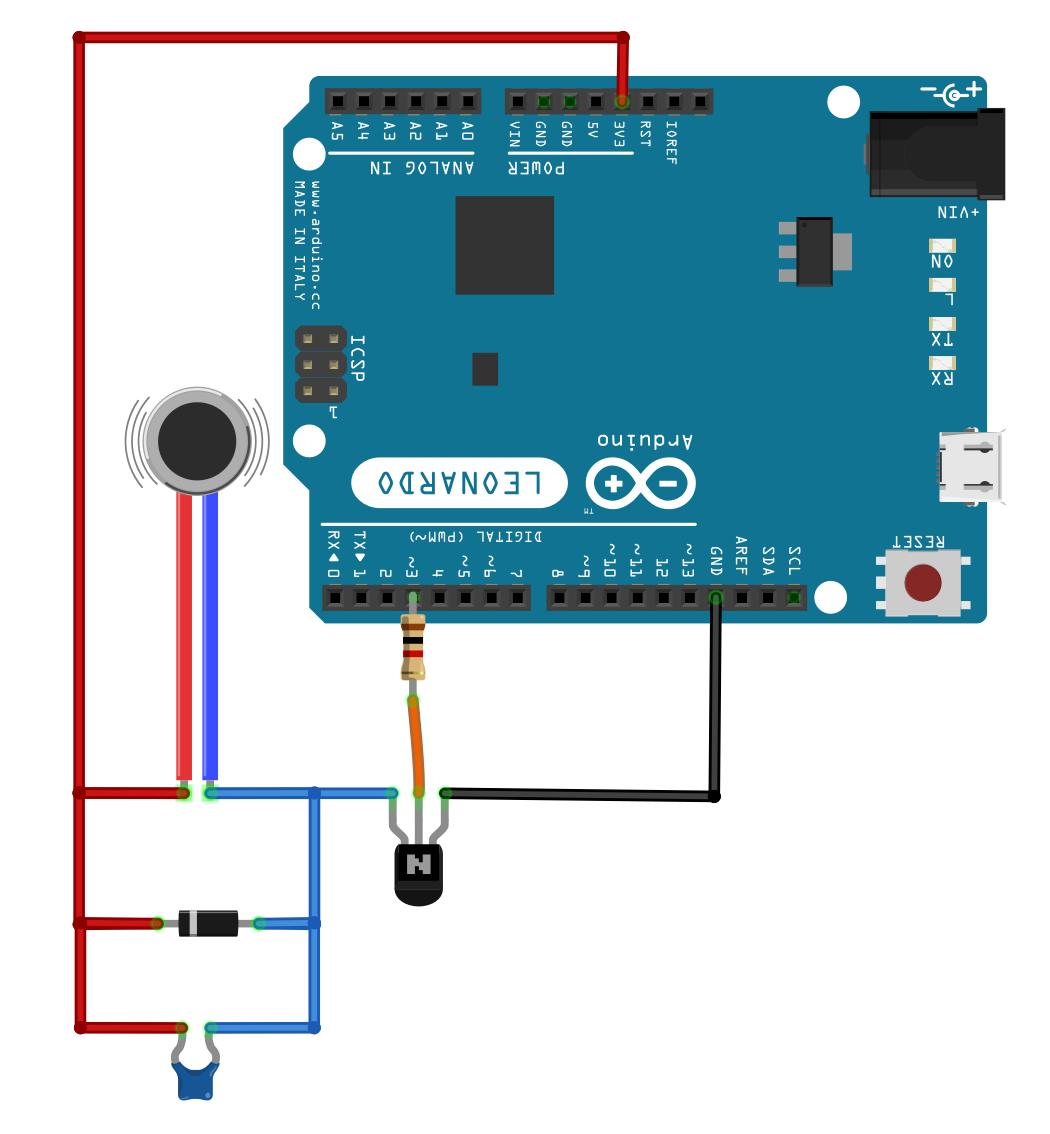 A5
A4
A3
A2
A1
A0
VIN
GND
GND
5V
3V3
RST
IOREF
ANALOG IN
POWER
www.arduino.cc
MADE IN ITALY
+VIN
ON
L
TX
RX
ICSP
1
Arduino
LEONARDO
TM
DIGITAL (PWM~)
RX◀0
TX▶1
2
~3
4
~5
~6
7
8
~9
~10
~11
12
~13
GND
AREF
SDA
SCL
RESET
N